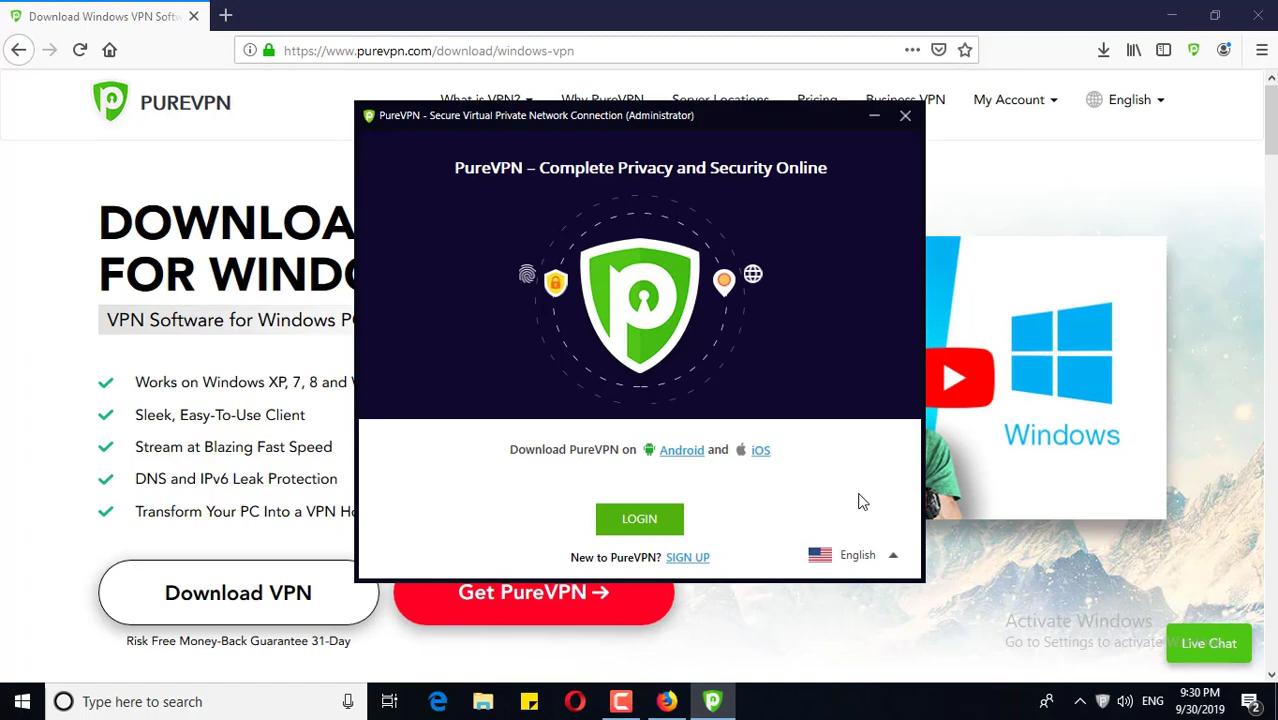 Download Windows VPN Softw
https://www.purevpn.com/download/windows-vpn
PUREVPN
What is VPN?
Why PureVPN
Server Locations
Pricing
Business VPN
My Account
English
PureVPN - Secure Virtual Private Network Connection (Administrator)
PureVPN – Complete Privacy and Security Online
DOWNLOA
FOR WINDO
VPN Software for Windows P
Works on Windows XP, 7, 8 and
Sleek, Easy-To-Use Client
Stream at Blazing Fast Speed
DNS and IPv6 Leak Protection
Transform Your PC Into a VPN H
Windows
Download PureVPN on Android and iOS
LOGIN
New to PureVPN? SIGN UP
English
Download VPN
Get PureVPN
Risk Free Money-Back Guarantee 31-Day
Activate Windows
Go to Settings to activate
Live Chat
Type here to search
ENG
9:30 PM
9/30/2019
2